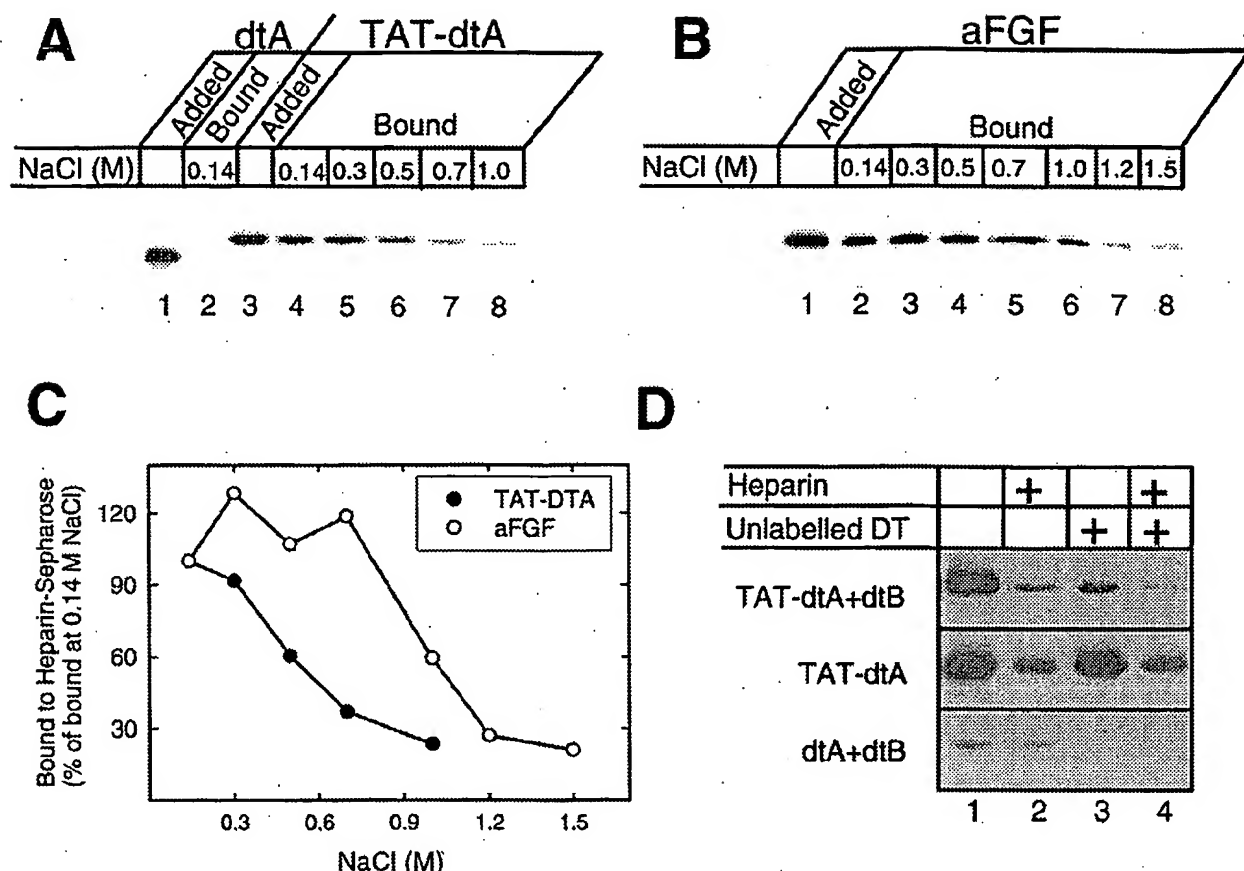 A
dtA
TAT-dtA
Added
Bound
Added
Bound
NaCl (M)
0.14
0.14
0.3
0.5
0.7
1.0
1 2 3 4 5 6 7 8
B
aFGF
Added
Bound
NaCl (M)
0.14
0.3
0.5
0.7
1.0
1.2
1.5
1 2 3 4 5 6 7 8
C
Bound to Heparin-Sepharose
(% of bound at 0.14 M NaCl)
120
90
60
30
TAT-DTA
aFGF
0.3 0.6 0.9 1.2 1.5
NaCl (M)
D
Heparin + +
Unlabelled DT + +
TAT-dtA+dtB
TAT-dtA
dtA+dtB
1 2 3 4